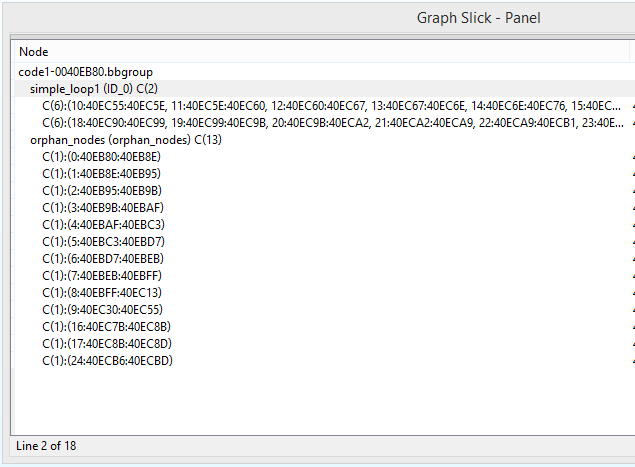 Graph Slick - Panel
Node
code1-0040EB80.bbgroup
simple_loop1 (ID_0) C(2)
C(6):(10:40EC55:40EC5E, 11:40EC5E:40EC60, 12:40EC60:40EC67, 13:40EC67:40EC6E, 14:40EC6E:40EC76, 15:40EC...
C(6):(18:40EC90:40EC99, 19:40EC99:40EC9B, 20:40EC9B:40ECA2, 21:40ECA2:40ECA9, 22:40ECA9:40ECB1, 23:40E...
orphan_nodes (orphan_nodes) C(13)
C(1):(0:40EB80:40EB8E)
C(1):(1:40EB8E:40EB95)
C(1):(2:40EB95:40EB9B)
C(1):(3:40EB9B:40EBAF)
C(1):(4:40EBAF:40EBC3)
C(1):(5:40EBC3:40EBD7)
C(1):(6:40EBD7:40EBEB)
C(1):(7:40EBEB:40EBFF)
C(1):(8:40EBFF:40EC13)
C(1):(9:40EC30:40EC55)
C(1):(16:40EC7B:40EC8B)
C(1):(17:40EC8B:40EC8D)
C(1):(24:40ECB6:40ECBD)
Line 2 of 18